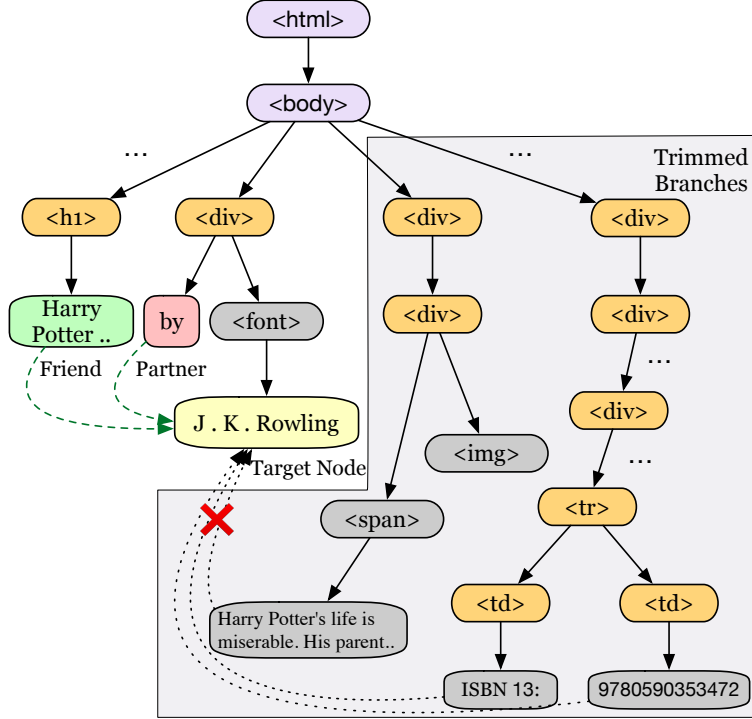 <html>
<body>
...
...
Trimmed
Branches
<h1>
<div>
<div>
<div>
Harry
Potter ..
by
<font>
<div>
<div>
Friend
Partner
...
J . K . Rowling
<div>
Target Node
<img>
...
<span>
<tr>
Harry Potter's life is
miserable. His parent..
<td>
<td>
ISBN 13:
9780590353472